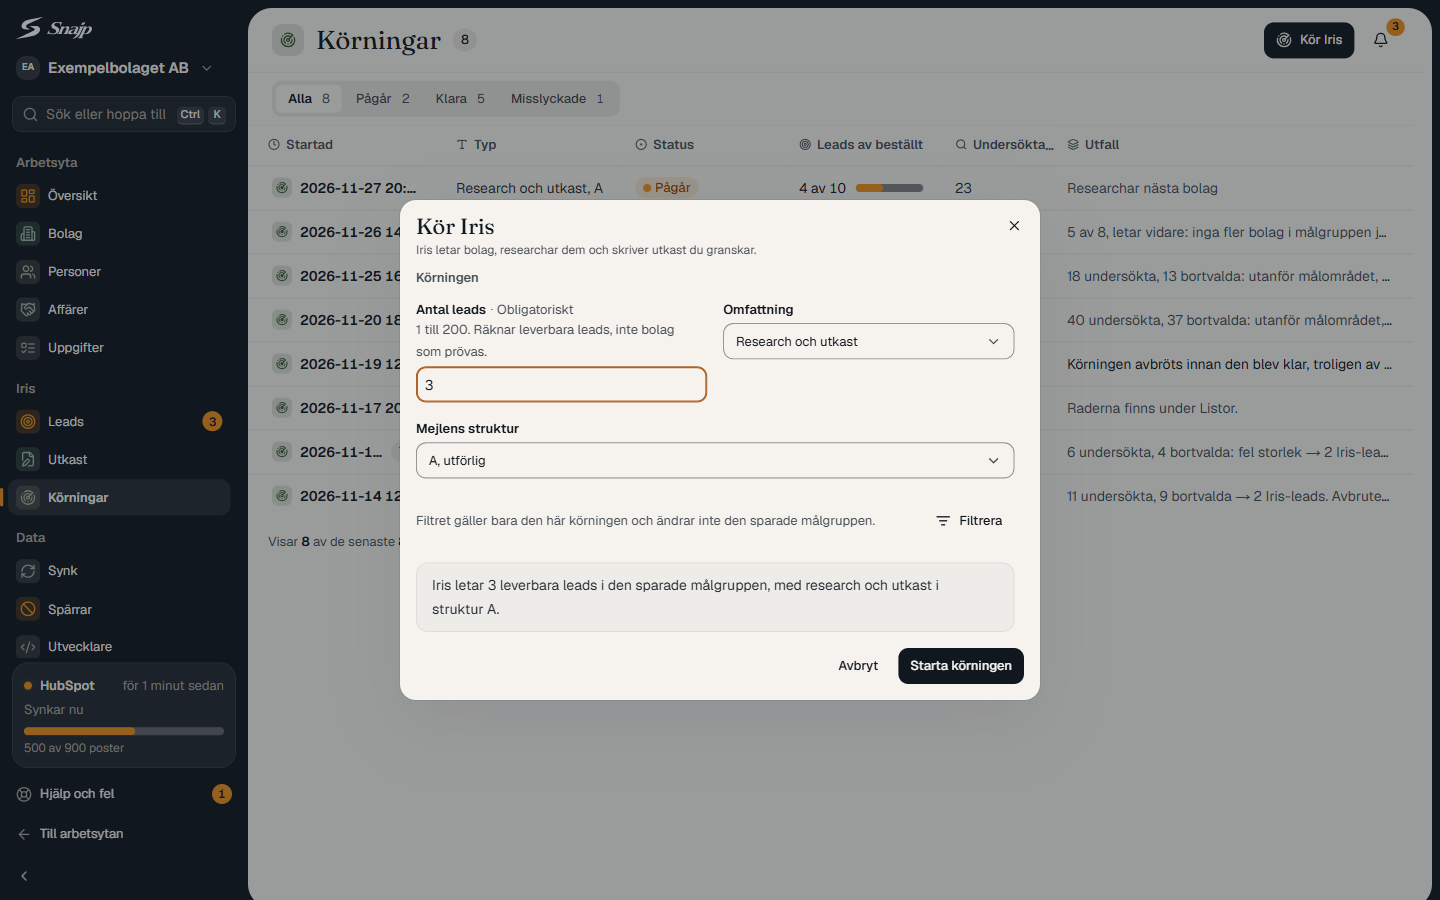 Snajp
EA Exempelbolaget AB
Sök eller hoppa till Ctrl K
Arbetsyta
Översikt
Bolag
Personer
Affärer
Uppgifter
Iris
Leads 3
Utkast
Körningar
Data
Synk
Spärrar
Utvecklare
HubSpot för 1 minut sedan
Synkar nu
500 av 900 poster
Hjälp och fel 1
Till arbetsytan
Körningar 8
Kör Iris
3
Alla 8 Pågår 2 Klara 5 Misslyckade 1
Startad Typ Status Leads av beställt Undersökta... Utfall
2026-11-27 20:... Research och utkast, A Pågår 4 av 10 23 Researchar nästa bolag
2026-11-26 14 5 av 8, letar vidare: inga fler bolag i målgruppen j...
2026-11-25 16 18 undersökta, 13 bortvalda: utanför målområdet, ...
2026-11-20 18 40 undersökta, 37 bortvalda: utanför målområdet,...
2026-11-19 12 Körningen avbröts innan den blev klar, troligen av ...
2026-11-17 20 Raderna finns under Listor.
2026-11-1... 6 undersökta, 4 bortvalda: fel storlek → 2 Iris-lea...
2026-11-14 12 11 undersökta, 9 bortvalda → 2 Iris-leads. Avbrute...
Visar 8 av de senaste
Kör Iris
Iris letar bolag, researchar dem och skriver utkast du granskar.
Körningen
Antal leads · Obligatoriskt
1 till 200. Räknar leverbara leads, inte bolag
som prövas.
3
Omfattning
Research och utkast
Mejlens struktur
A, utförlig
Filtret gäller bara den här körningen och ändrar inte den sparade målgruppen.
Filtrera
Iris letar 3 leverbara leads i den sparade målgruppen, med research och utkast i
struktur A.
Avbryt
Starta körningen